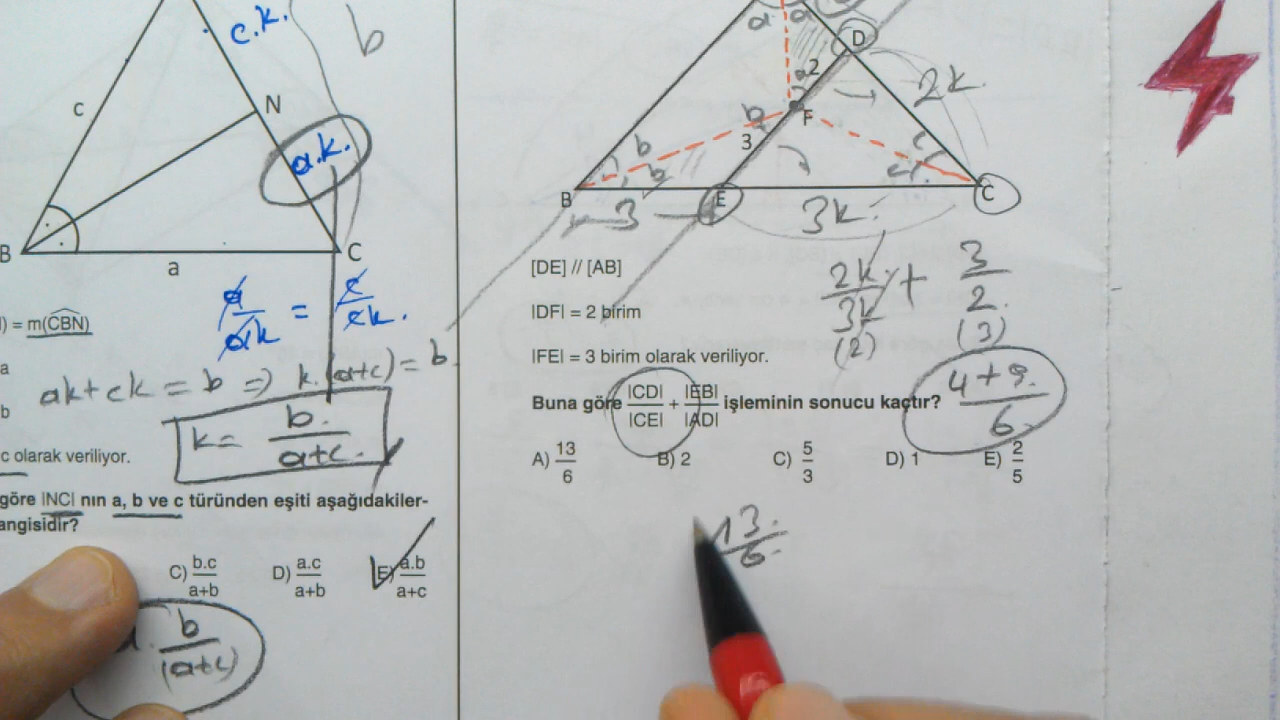 c.k.
b
c
N
a.k.
B
C
a
a/ak = c/ck.
) = m(CBN)
a
ak+ck = b => k.(a+c) = b
b
k = b/a+c
c olarak veriliyor.
göre |NC| nın a, b ve c türünden eşiti aşağıdakiler-
angisidir?
C) b.c/a+b D) a.c/a+b E) a.b/a+c
b/(a+c)
a a
D
2
2k.
F
b
3
b
b
c
c
B
E
C
3
3k
[DE] // [AB]
2k/3k + 3/2
(2) (3)
|DF| = 2 birim
|FE| = 3 birim olarak veriliyor.
4+9/6
Buna göre |CD|/|CE| + |EB|/|AD| işleminin sonucu kaçtır?
A) 13/6 B) 2 C) 5/3 D) 1 E) 2/5
13/6